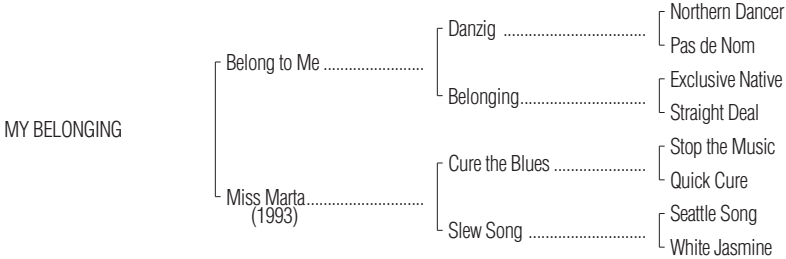 Northern Dancer
Danzig ................................
Pas de Nom
Belong to Me .......................
Exclusive Native
Belonging............................
Straight Deal
MY BELONGING
Stop the Music
Cure the Blues .....................
Quick Cure
Miss Marta..........................
(1993)
Seattle Song
Slew Song ..........................
White Jasmine